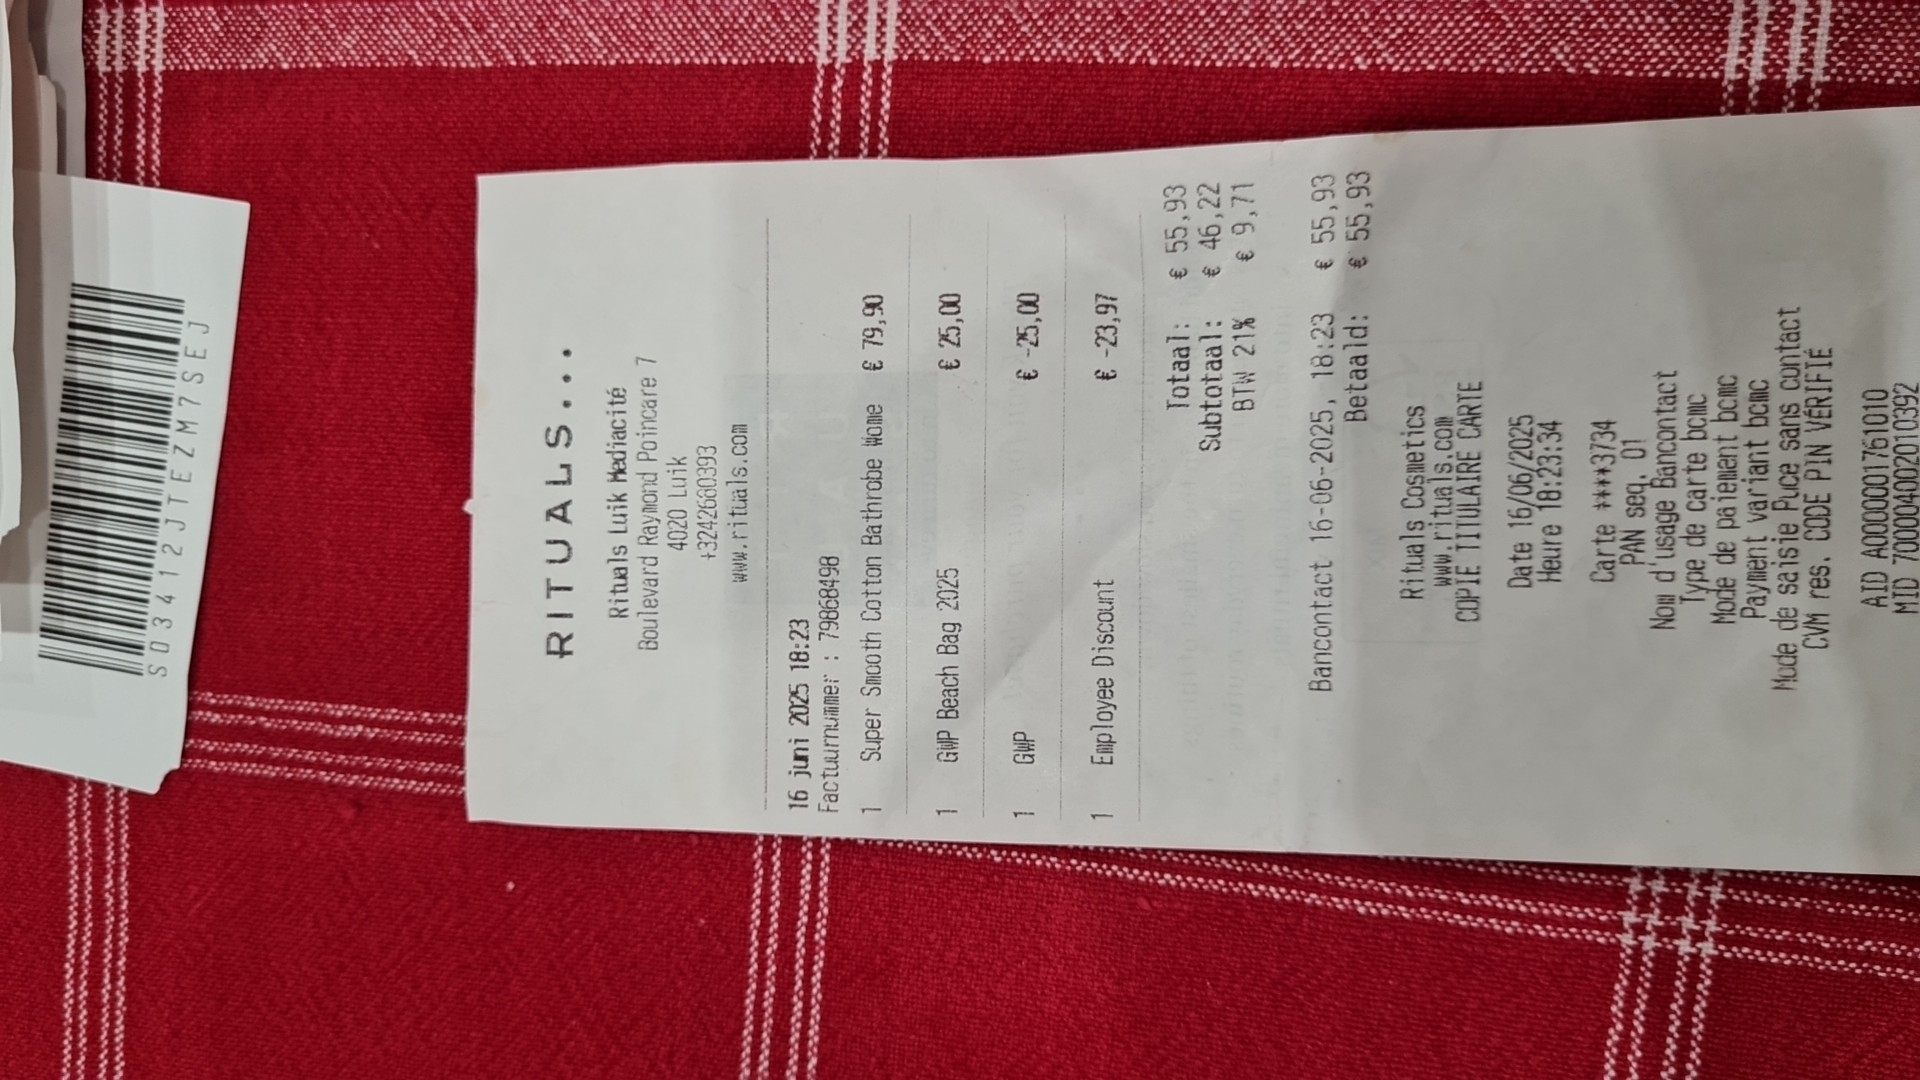 S03412JTEZM7SEJ
RITUALS...
Rituals Luik Mediacité
Boulevard Raymond Poincare 7
4020 Luik
+3242660393
www.rituals.com
16 juni 2025 18:23
Factuurnummer : 79868498
1 Super Smooth Cotton Bathrobe Wome € 79,90
1 GWP Beach Bag 2025 € 25,00
1 GWP € -25,00
1 Employee Discount € -23,97
Totaal: € 55,93
Subtotaal: € 46,22
BTW 21% € 9,71
Bancontact 16-06-2025, 18:23 € 55,93
Betaald: € 55,93
Rituals Cosmetics
www.rituals.com
COPIE TITULAIRE CARTE
Date 16/06/2025
Heure 18:23:34
Carte ****3734
PAN seq. 01
Nom d'usage Bancontact
Type de carte bcmc
Mode de paiement bcmc
Payment variant bcmc
Mode de saisie Puce sans contact
CVM res. CODE PIN VÉRIFIÉ
AID A0000001761010
MID 700004002010392